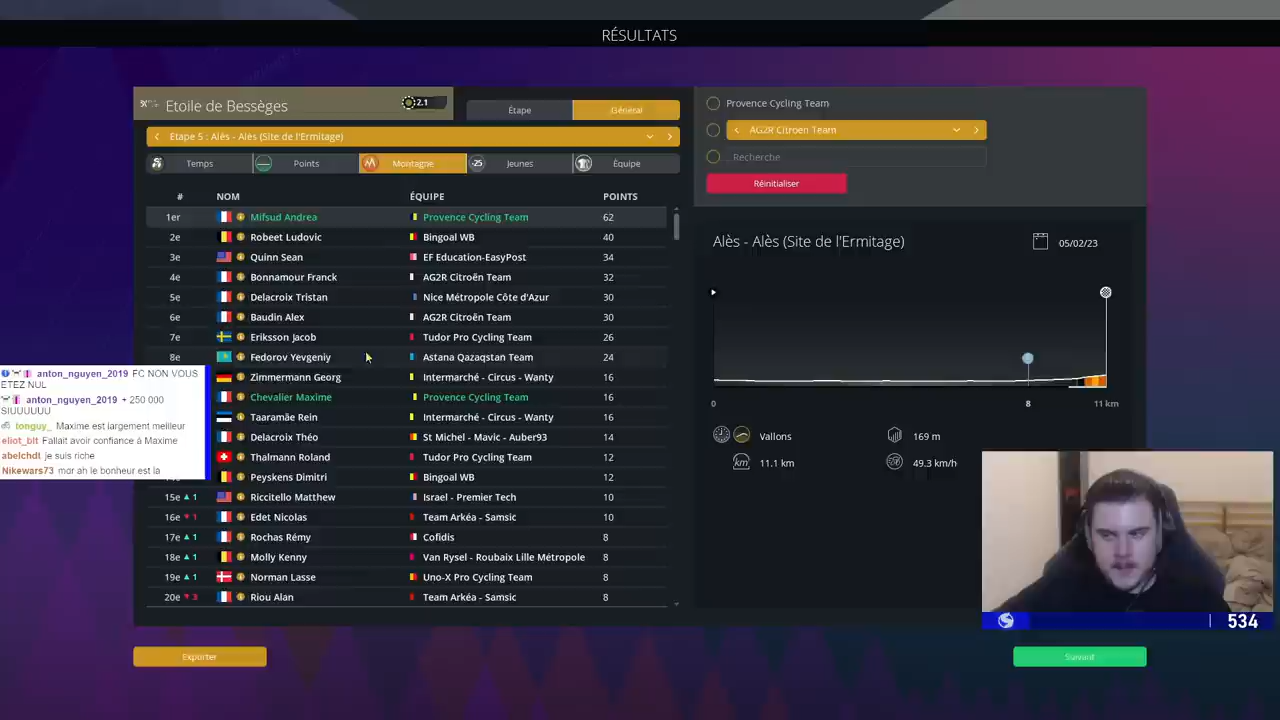 RÉSULTATS
Etoile de Bessèges
2.1
Étape
Général
Etape 5 : Alès - Alès (Site de l'Ermitage)
Temps
Points
Montagne
-25
Jeunes
Équipe
# NOM ÉQUIPE POINTS
1er Mifsud Andrea Provence Cycling Team 62
2e Robeet Ludovic Bingoal WB 40
3e Quinn Sean EF Education-EasyPost 34
4e Bonnamour Franck AG2R Citroën Team 32
5e Delacroix Tristan Nice Métropole Côte d'Azur 30
6e Baudin Alex AG2R Citroën Team 30
7e Eriksson Jacob Tudor Pro Cycling Team 26
8e Fedorov Yevgeniy Astana Qazaqstan Team 24
Zimmermann Georg Intermarché - Circus - Wanty 16
Chevalier Maxime Provence Cycling Team 16
Taaramäe Rein Intermarché - Circus - Wanty 16
Delacroix Théo St Michel - Mavic - Auber93 14
Thalmann Roland Tudor Pro Cycling Team 12
Peyskens Dimitri Bingoal WB 12
15e 1 Riccitello Matthew Israel - Premier Tech 10
16e 1 Edet Nicolas Team Arkéa - Samsic 10
17e 1 Rochas Rémy Cofidis 8
18e 1 Molly Kenny Van Rysel - Roubaix Lille Métropole 8
19e 1 Norman Lasse Uno-X Pro Cycling Team 8
20e 3 Riou Alan Team Arkéa - Samsic 8
anton_nguyen_2019 FC NON VOUS
ETEZ NUL
anton_nguyen_2019 + 250 000
SIUUUUUU
tonguy_ Maxime est largement meilleur
eliot_blt Fallait avoir confiance à Maxime
abelchdt je suis riche
Nikewars73 mdr ah le bonheur est la
Provence Cycling Team
AG2R Citroën Team
Recherche
Réinitialiser
Alès - Alès (Site de l'Ermitage)
05/02/23
0
8
11 km
Vallons
169 m
km
11.1 km
49.3 km/h
534
Exporter
Suivant